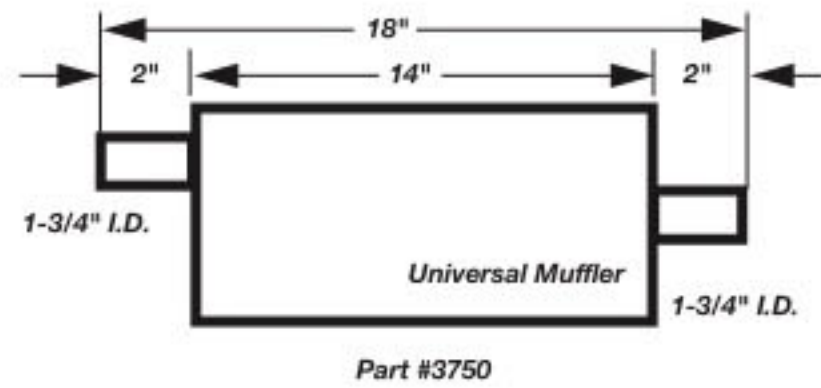 18"
2" 14" 2"
1-3/4" I.D.
Universal Muffler
1-3/4" I.D.
Part #3750